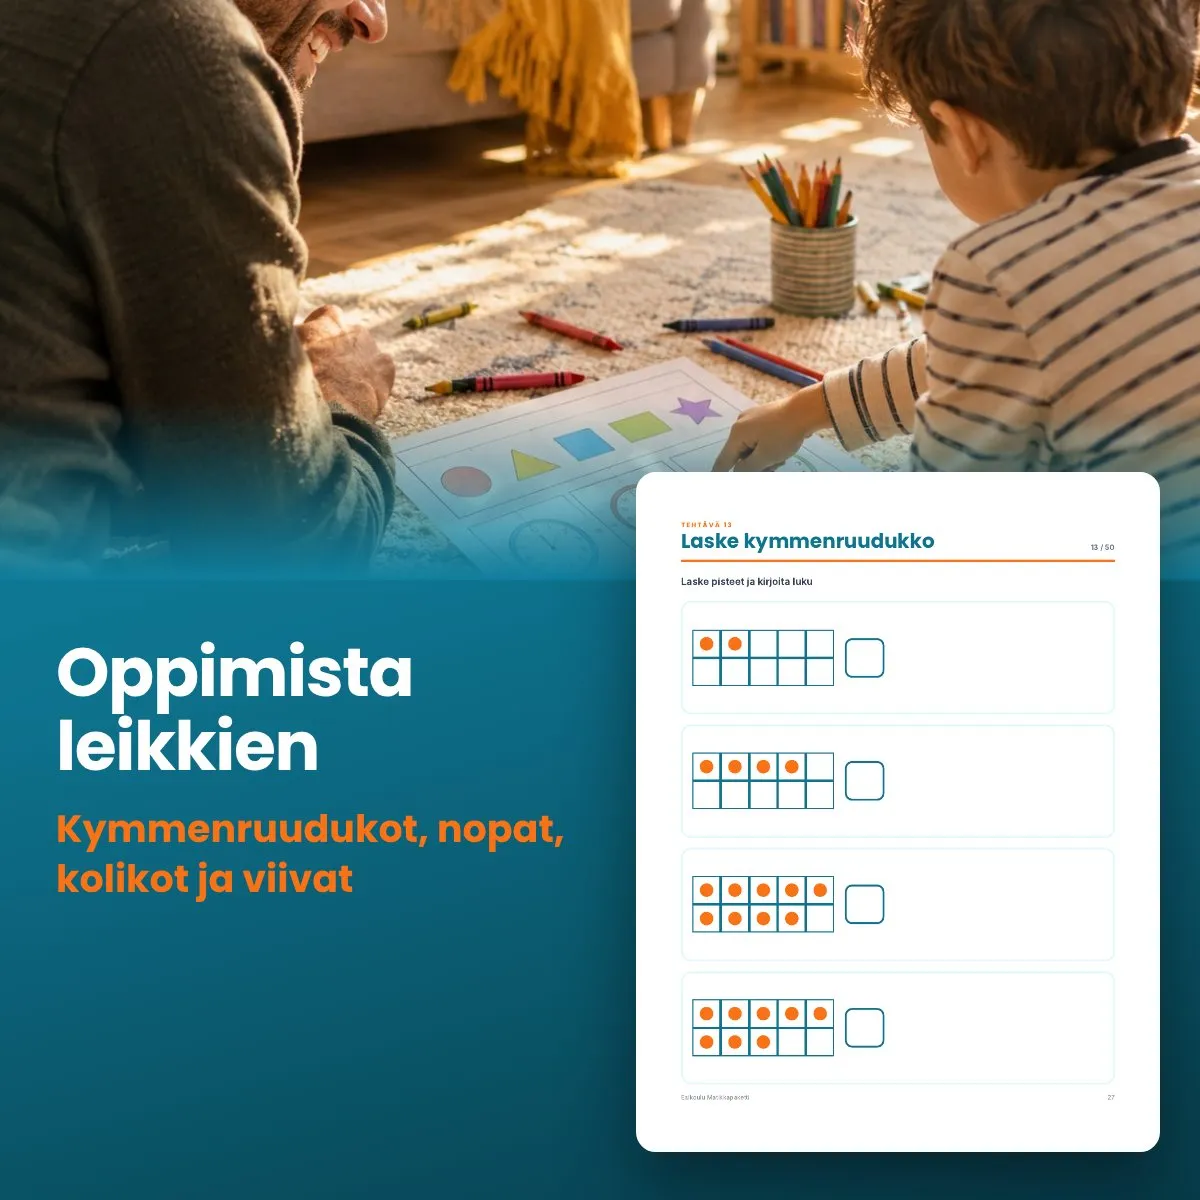 Oppimista
leikkien
Kymmenruudukot, nopat,
kolikot ja viivat
TEHTÄVÄ 13
Laske kymmenruudukko
13 / 50
Laske pisteet ja kirjoita luku
Esikoulu Matikkapaketti
27